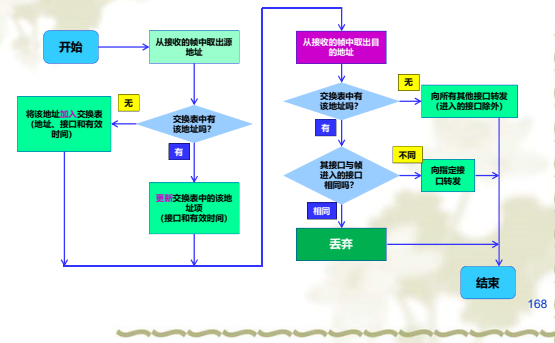 开始
从接收的帧中取出源
地址
交换表中有
该地址吗？
无
将该地址加入交换表
（地址、接口和有效
时间）
有
更新交换表中的该地
址项
（接口和有效时间）
从接收的帧中取出目
的地址
交换表中有
该地址吗？
无
向所有其他接口转发
（进入的接口除外）
有
其接口与帧
进入的接口
相同吗？
不同
向指定接
口转发
相同
丢弃
结束
168